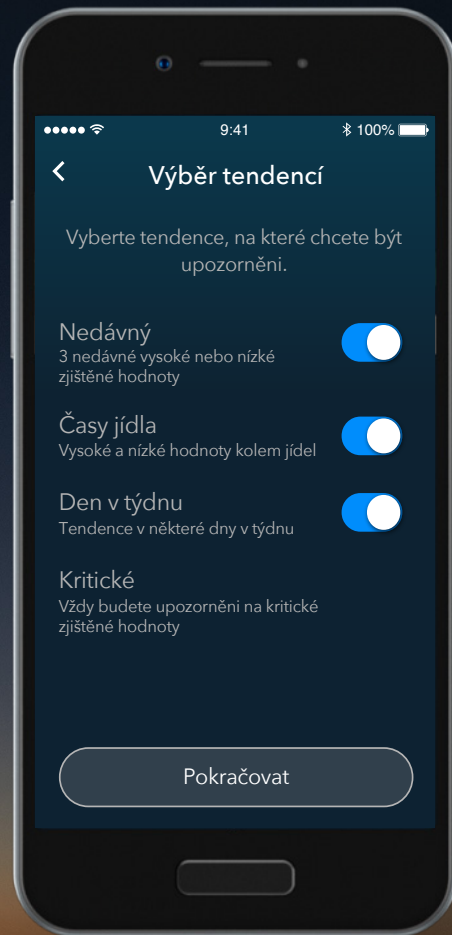 9:41
100%
Výběr tendencí
Vyberte tendence, na které chcete být
upozorněni.
Nedávný
3 nedávné vysoké nebo nízké
zjištěné hodnoty
Časy jídla
Vysoké a nízké hodnoty kolem jídel
Den v týdnu
Tendence v některé dny v týdnu
Kritické
Vždy budete upozorněni na kritické
zjištěné hodnoty
Pokračovat